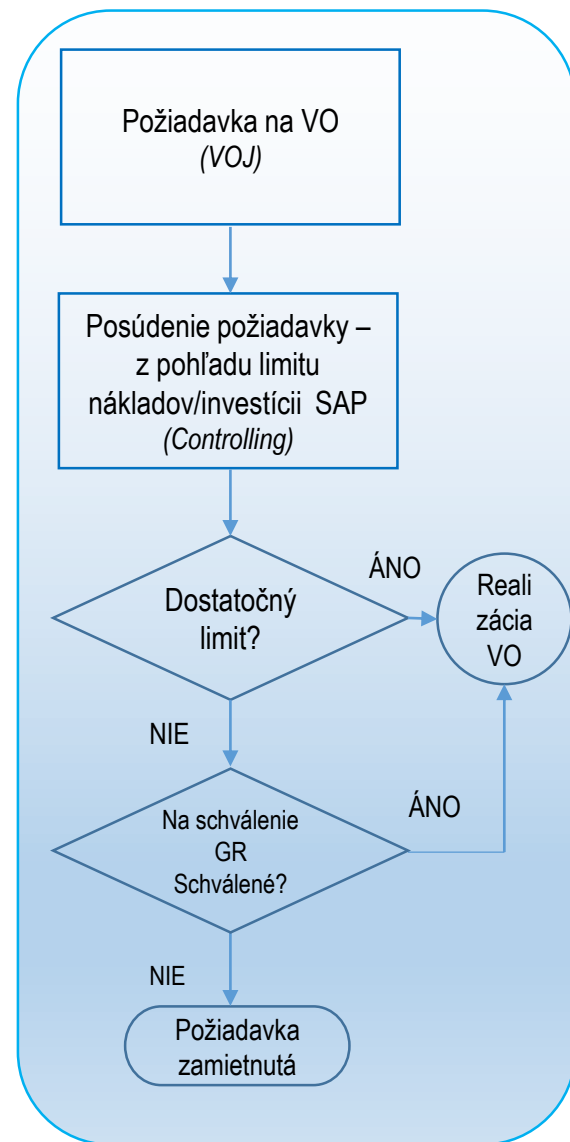 Požiadavka na VO
(VOJ)
Posúdenie požiadavky –
z pohľadu limitu
nákladov/investícii SAP
(Controlling)
Dostatočný
limit?
ÁNO
Reali
zácia
VO
NIE
Na schválenie
GR
Schválené?
ÁNO
NIE
Požiadavka
zamietnutá